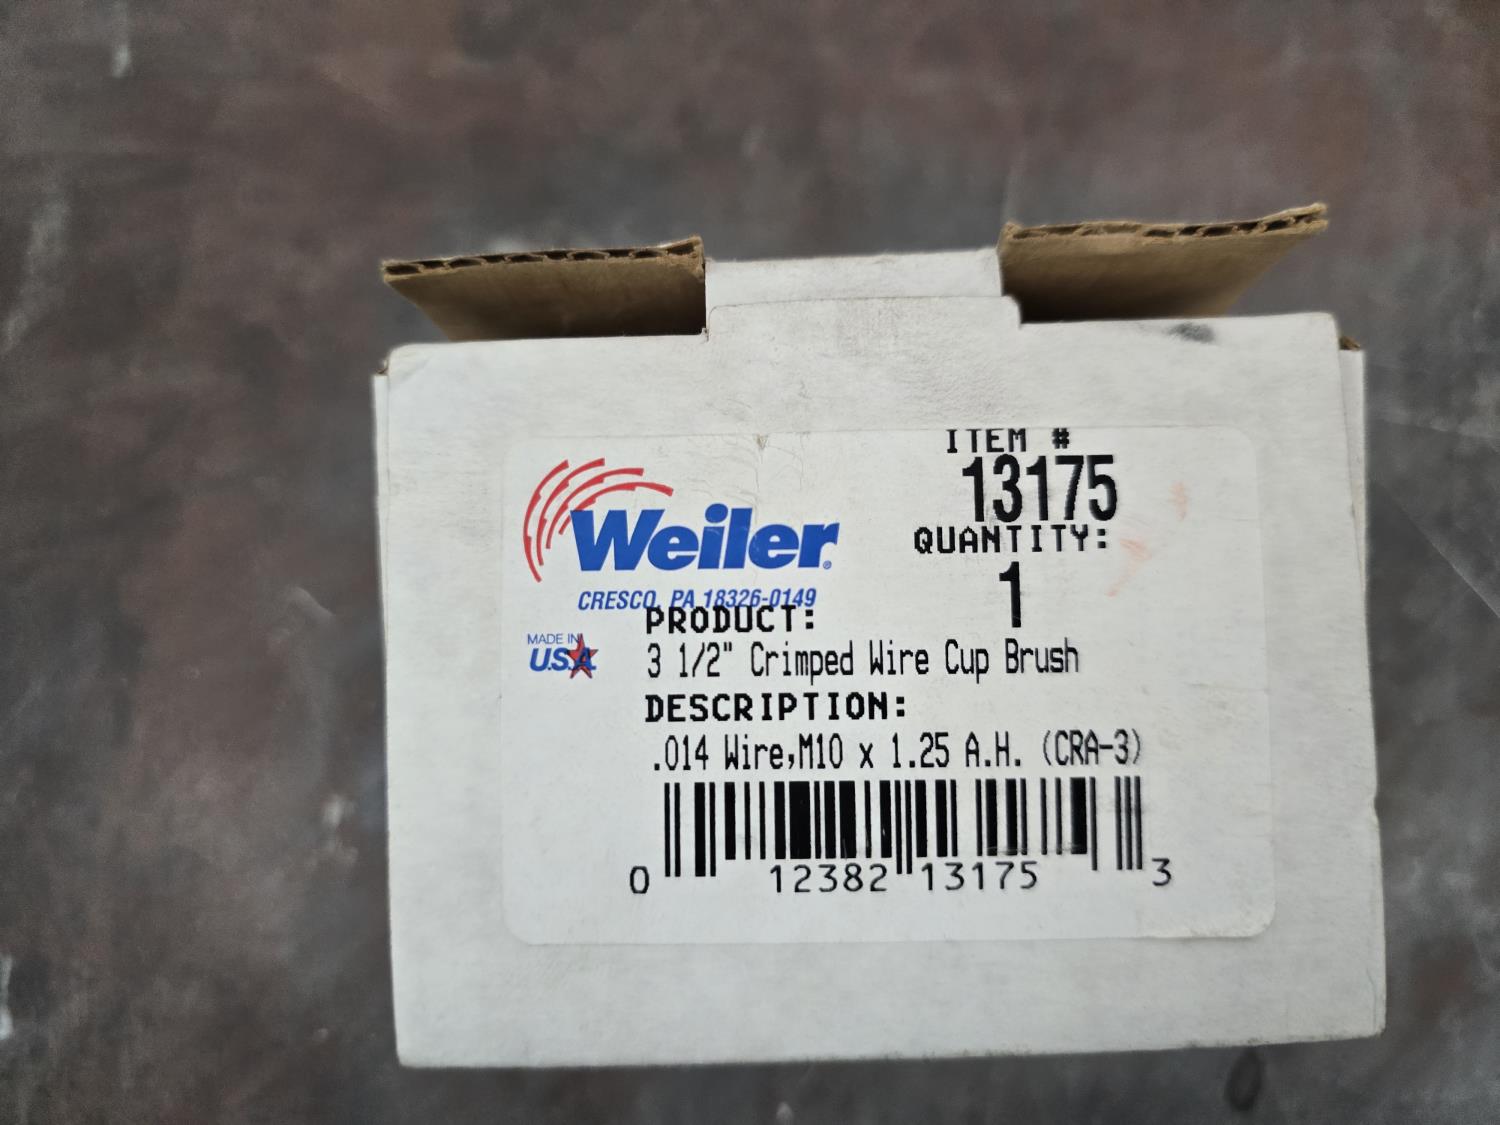 ITEM #
13175
QUANTITY:
1
Weiler®
CRESCO, PA 18326-0149
MADE IN
U.S.A.
PRODUCT:
3 1/2" Crimped Wire Cup Brush
DESCRIPTION:
.014 Wire,M10 x 1.25 A.H. (CRA-3)
0 12382 13175 3